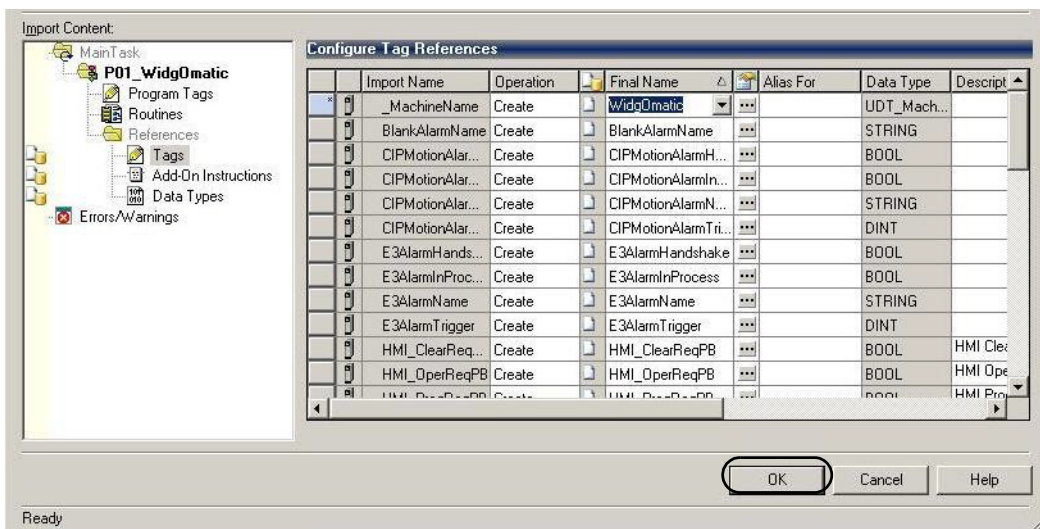 Import Content:
MainTask
P01_WidgOmatic
Program Tags
Routines
References
Tags
Add-On Instructions
Data Types
Errors/Warnings
Configure Tag References
Import Name Operation Final Name Alias For Data Type Descript
_MachineName Create WidgOmatic UDT_Mach...
BlankAlarmName Create BlankAlarmName STRING
CIPMotionAlar... Create CIPMotionAlarmH... BOOL
CIPMotionAlar... Create CIPMotionAlarmIn... BOOL
CIPMotionAlar... Create CIPMotionAlarmN... STRING
CIPMotionAlar... Create CIPMotionAlarmTri... DINT
E3AlarmHands... Create E3AlarmHandshake BOOL
E3AlarmInProc... Create E3AlarmInProcess BOOL
E3AlarmName Create E3AlarmName STRING
E3AlarmTrigger Create E3AlarmTrigger DINT
HMI_ClearReq... Create HMI_ClearReqPB BOOL HMI Clea
HMI_OperReqPB Create HMI_OperReqPB BOOL HMI Ope
HMI_ProgReqPB Create HMI_ProgReqPB BOOL HMI Pro
OK Cancel Help
Ready